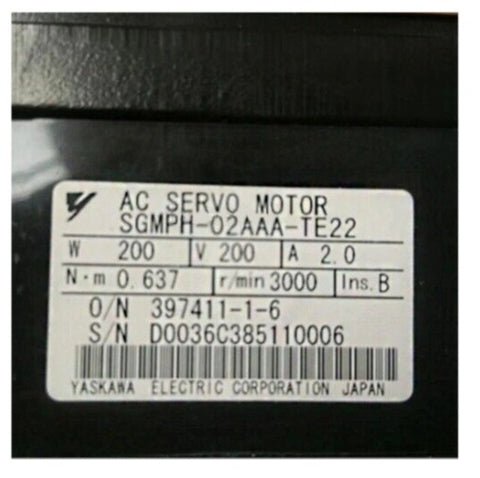 AC SERVO MOTOR
SGMPH-02AAA-TE22
W 200 V 200 A 2.0
N·m 0.637 r/min 3000 Ins. B
O/N 397411-1-6
S/N D0036C385110006
YASKAWA ELECTRIC CORPORATION JAPAN